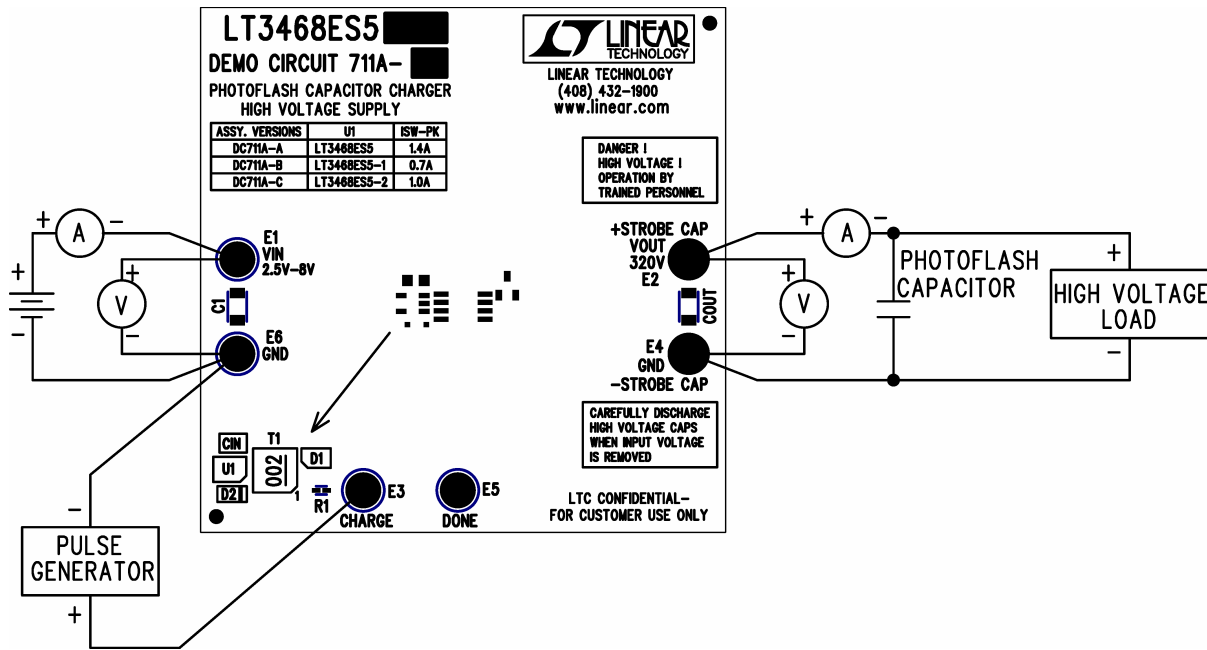 LT3468ES5
DEMO CIRCUIT 711A-
PHOTOFLASH CAPACITOR CHARGER
HIGH VOLTAGE SUPPLY
ASSY. VERSIONS U1 ISW-PK
DC711A-A LT3468ES5 1.4A
DC711A-B LT3468ES5-1 0.7A
DC711A-C LT3468ES5-2 1.0A
LT LINEAR
TECHNOLOGY
LINEAR TECHNOLOGY
(408) 432-1900
www.linear.com
DANGER !
HIGH VOLTAGE !
OPERATION BY
TRAINED PERSONNEL
+ A -
+
-
+
V
-
E1
VIN
2.5V-8V
C1
E6
GND
+STROBE CAP
VOUT
320V
E2
COUT
E4
GND
-STROBE CAP
+ A -
+
V
-
PHOTOFLASH
CAPACITOR
+
HIGH VOLTAGE
LOAD
-
CAREFULLY DISCHARGE
HIGH VOLTAGE CAPS
WHEN INPUT VOLTAGE
IS REMOVED
CIN
U1
D2
T1
002
1
D1
R1
E3
CHARGE
E5
DONE
LTC CONFIDENTIAL-
FOR CUSTOMER USE ONLY
-
PULSE
GENERATOR
+